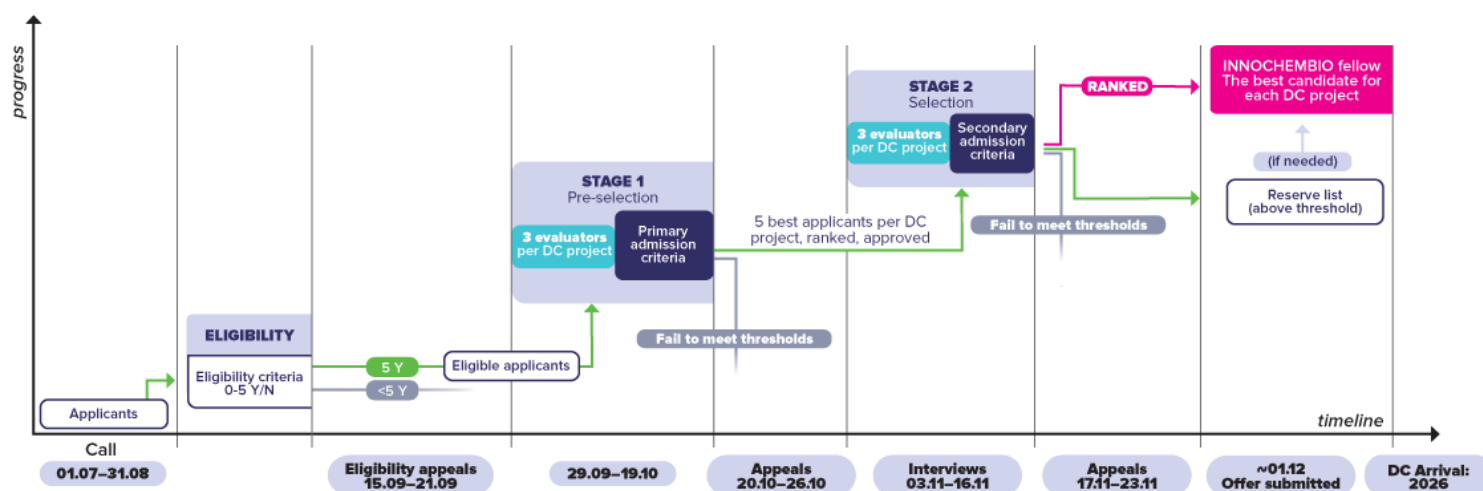 progress
Applicants
Call
01.07–31.08
ELIGIBILITY
Eligibility criteria
0-5 Y/N
5 Y
<5 Y
Eligibility appeals
15.09–21.09
Eligible applicants
STAGE 1
Pre-selection
3 evaluators
per DC project
Primary
admission
criteria
29.09–19.10
Fail to meet thresholds
5 best applicants per DC
project, ranked, approved
Appeals
20.10–26.10
STAGE 2
Selection
3 evaluators
per DC project
Secondary
admission
criteria
Interviews
03.11–16.11
RANKED
Fail to meet thresholds
Appeals
17.11–23.11
INNOCHEMBIO fellow
The best candidate for
each DC project
(if needed)
Reserve list
(above threshold)
~01.12
Offer submitted
timeline
DC Arrival:
2026